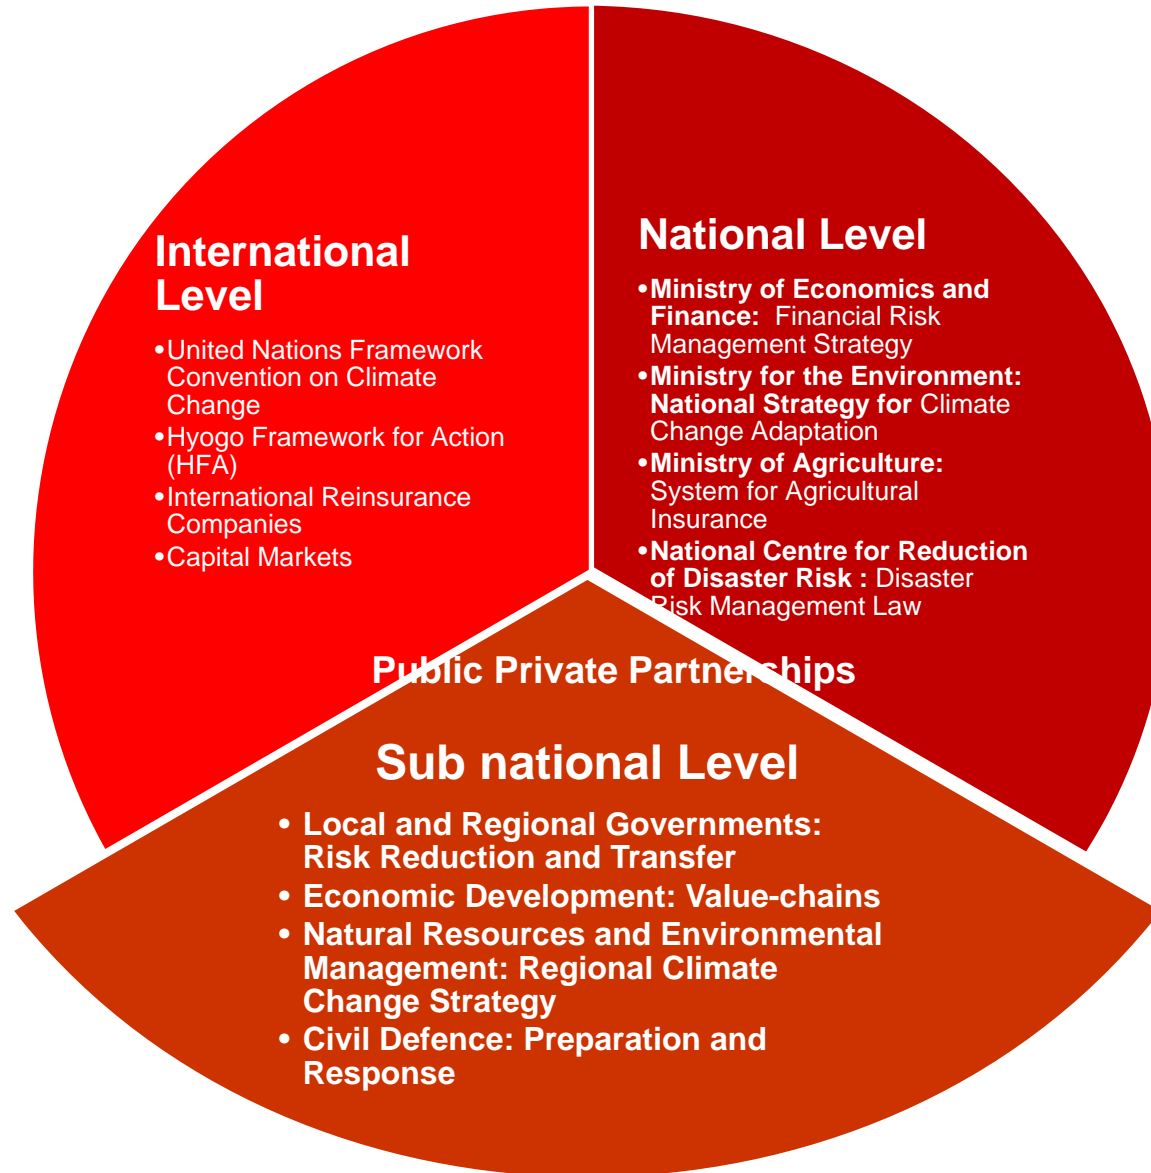 International
Level
•United Nations Framework
Convention on Climate
Change
•Hyogo Framework for Action
(HFA)
•International Reinsurance
Companies
•Capital Markets
National Level
•Ministry of Economics and
Finance: Financial Risk
Management Strategy
•Ministry for the Environment:
National Strategy for Climate
Change Adaptation
•Ministry of Agriculture:
System for Agricultural
Insurance
•National Centre for Reduction
of Disaster Risk : Disaster
Risk Management Law
Public Private Partnerships
Sub national Level
• Local and Regional Governments:
Risk Reduction and Transfer
• Economic Development: Value-chains
• Natural Resources and Environmental
Management: Regional Climate
Change Strategy
• Civil Defence: Preparation and
Response